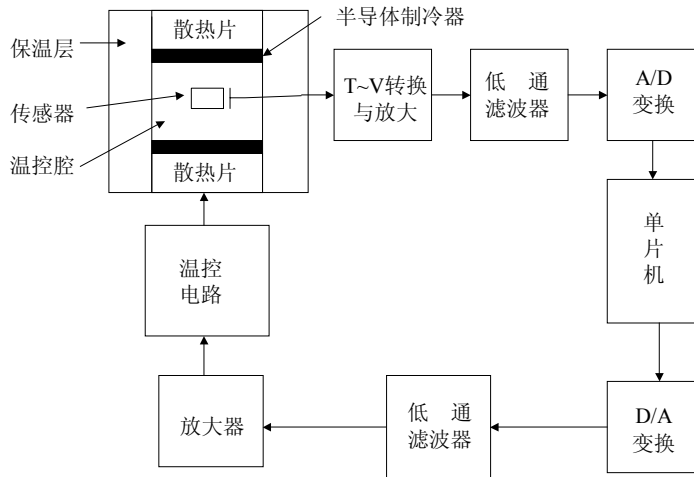 散热片
半导体制冷器
保温层
传感器
温控腔
散热片
T~V转换
与放大
低 通
滤波器
A/D
变换
单
片
机
温控
电路
放大器
低 通
滤波器
D/A
变换